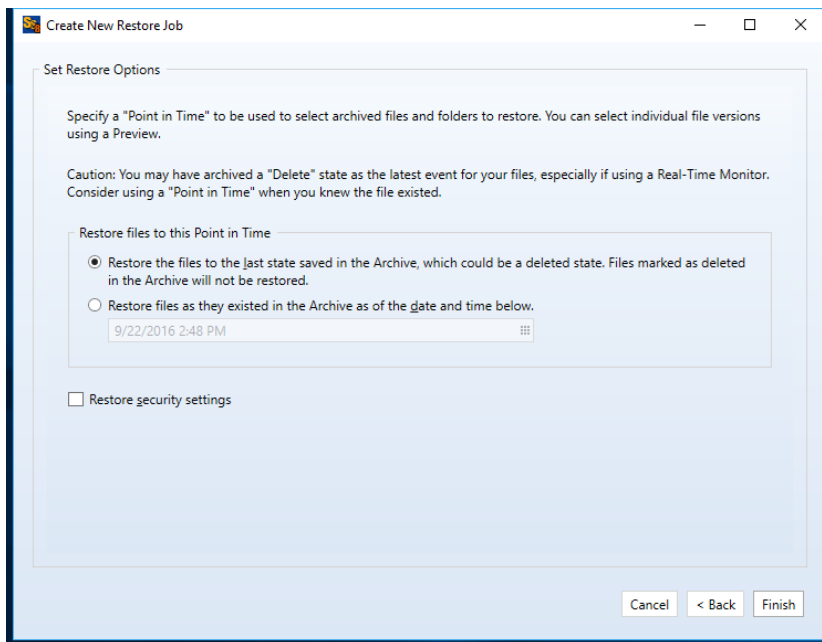 Create New Restore Job
Set Restore Options
Specify a "Point in Time" to be used to select archived files and folders to restore. You can select individual file versions
using a Preview.
Caution: You may have archived a "Delete" state as the latest event for your files, especially if using a Real-Time Monitor.
Consider using a "Point in Time" when you knew the file existed.
Restore files to this Point in Time
Restore the files to the last state saved in the Archive, which could be a deleted state. Files marked as deleted
in the Archive will not be restored.
Restore files as they existed in the Archive as of the date and time below.
9/22/2016 2:48 PM
Restore security settings
Cancel
< Back
Finish